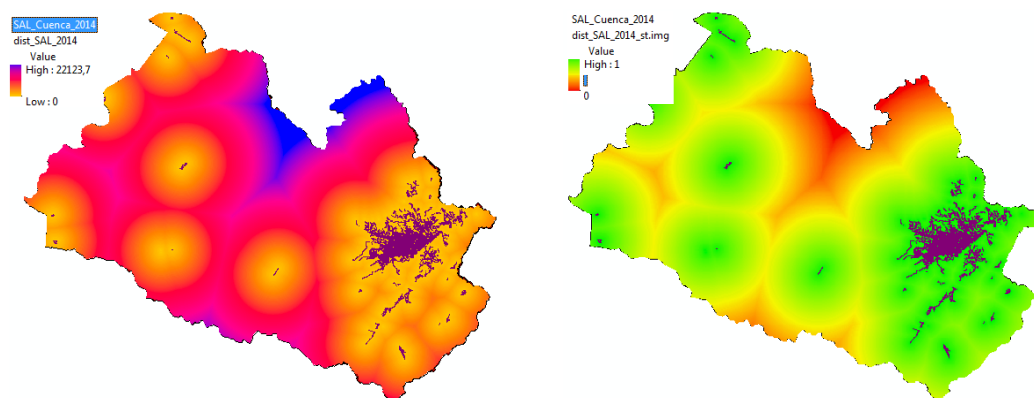 SAL_Cuenca_2014
dist_SAL_2014
Value
High : 22123,7
Low : 0
SAL_Cuenca_2014
dist_SAL_2014_st.img
Value
High : 1
0